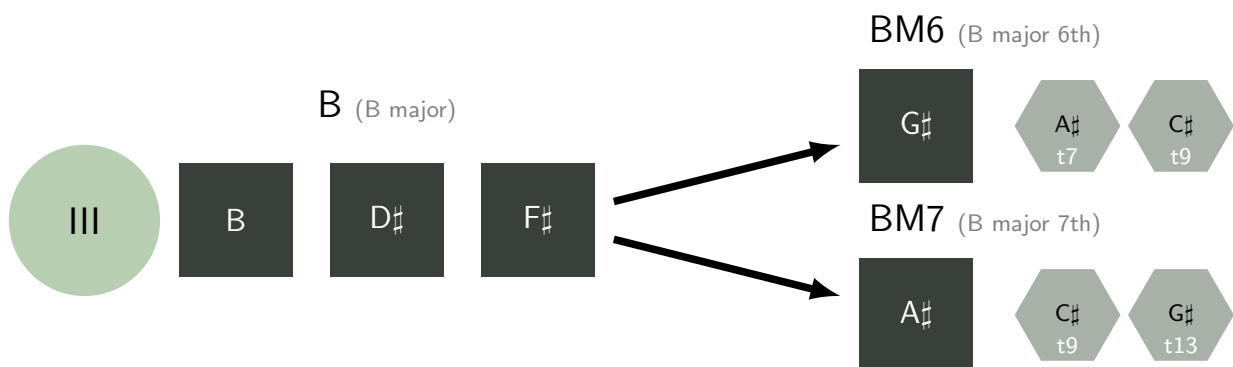 BM6 (B major 6th)
B (B major)
G♯
A♯
t7
C♯
t9
III
B
D♯
F♯
BM7 (B major 7th)
A♯
C♯
t9
G♯
t13